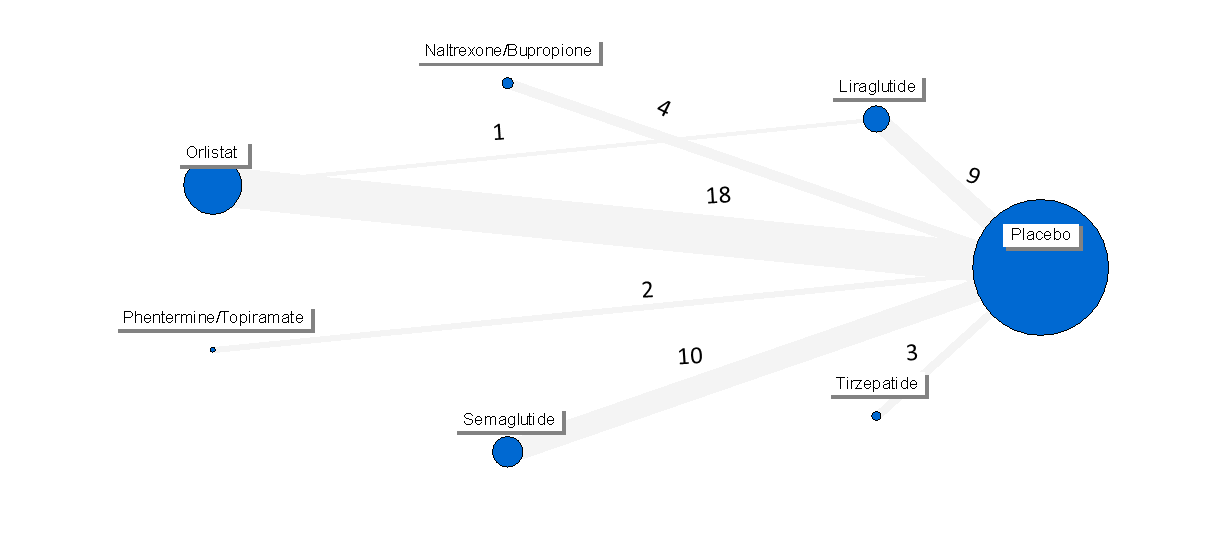 Naltrexone/Bupropione
Liraglutide
4
1
Orlistat
9
18
Placebo
2
Phentermine/Topiramate
10
3
Tirzepatide
Semaglutide